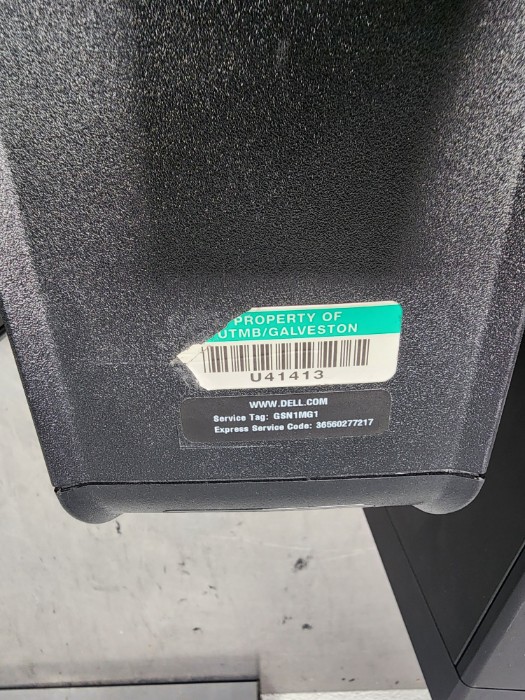 PROPERTY OF
UTMB/GALVESTON
U41413
WWW.DELL.COM
Service Tag: GSN1MG1
Express Service Code: 36560277217